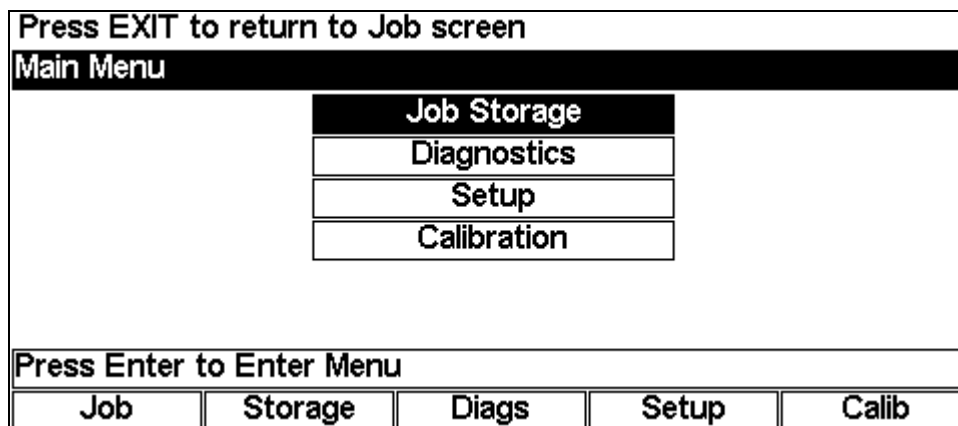 Press EXIT to return to Job screen
Main Menu
Job Storage
Diagnostics
Setup
Calibration
Press Enter to Enter Menu
Job Storage Diags Setup Calib